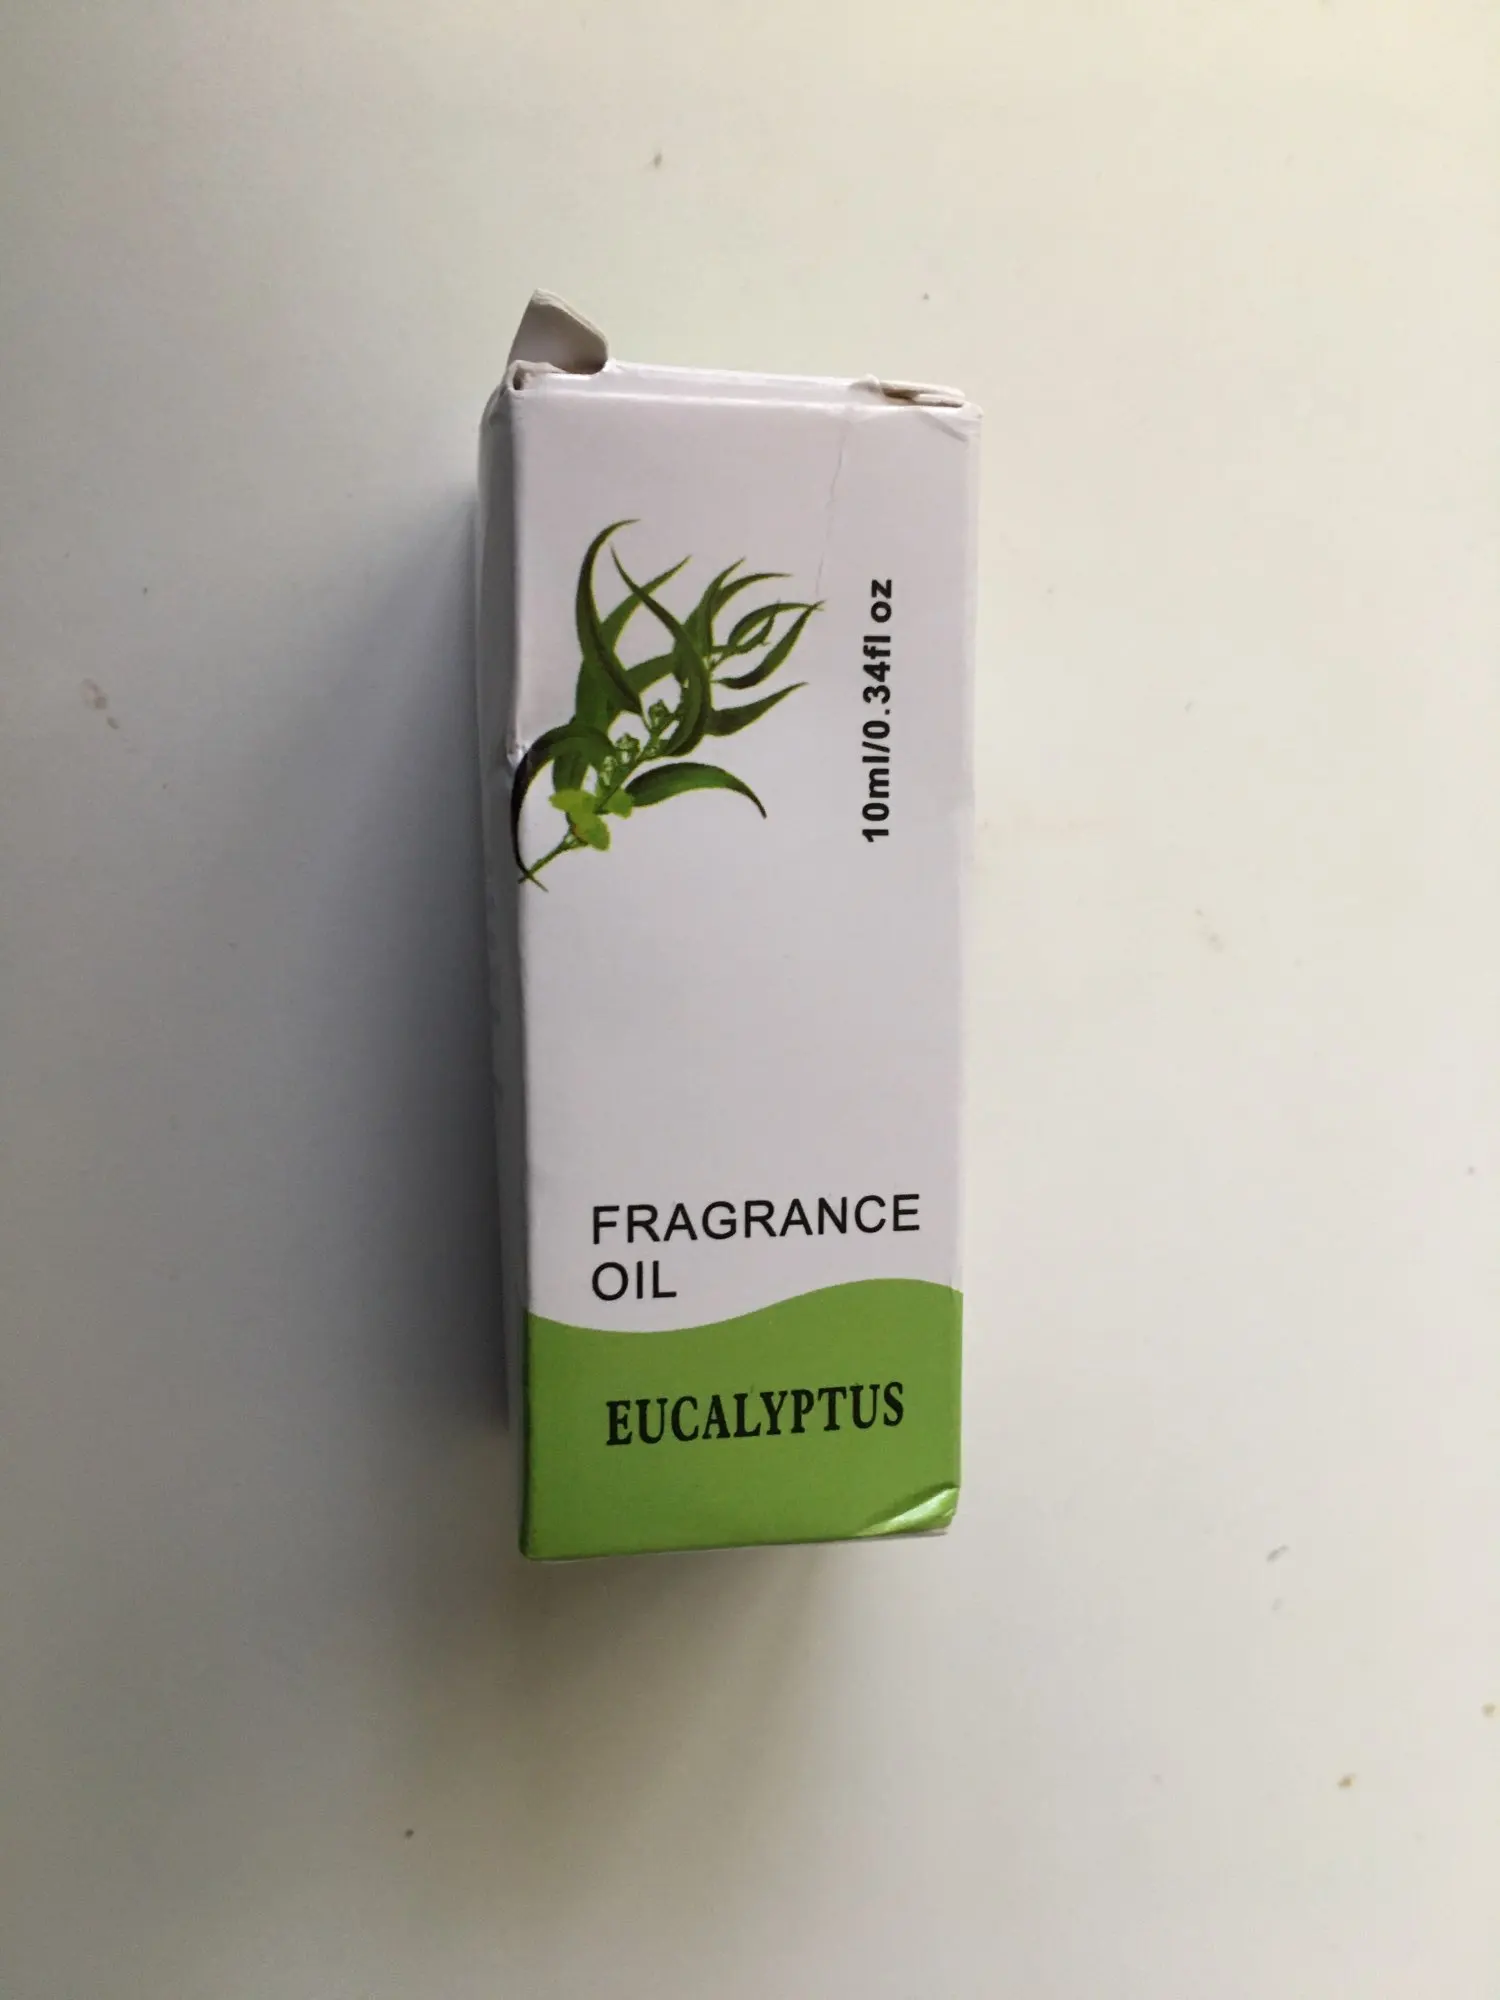 10ml/0.34fl oz
FRAGRANCE
OIL
EUCALYPTUS